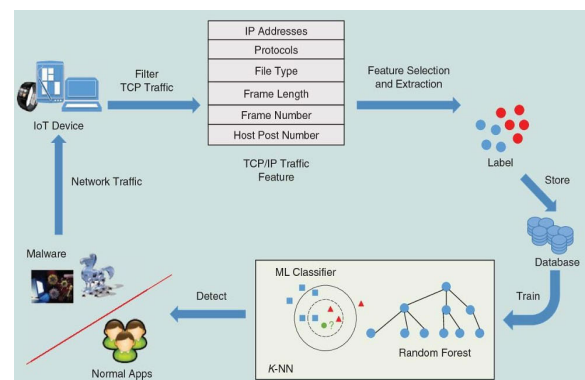 IP Addresses
Protocols
File Type
Frame Length
Frame Number
Host Post Number
TCP/IP Traffic
Feature
Filter
TCP Traffic
Feature Selection
and Extraction
IoT Device
Label
Network Traffic
Store
Malware
Database
ML Classifier
Detect
Train
?
Random Forest
K-NN
Normal Apps